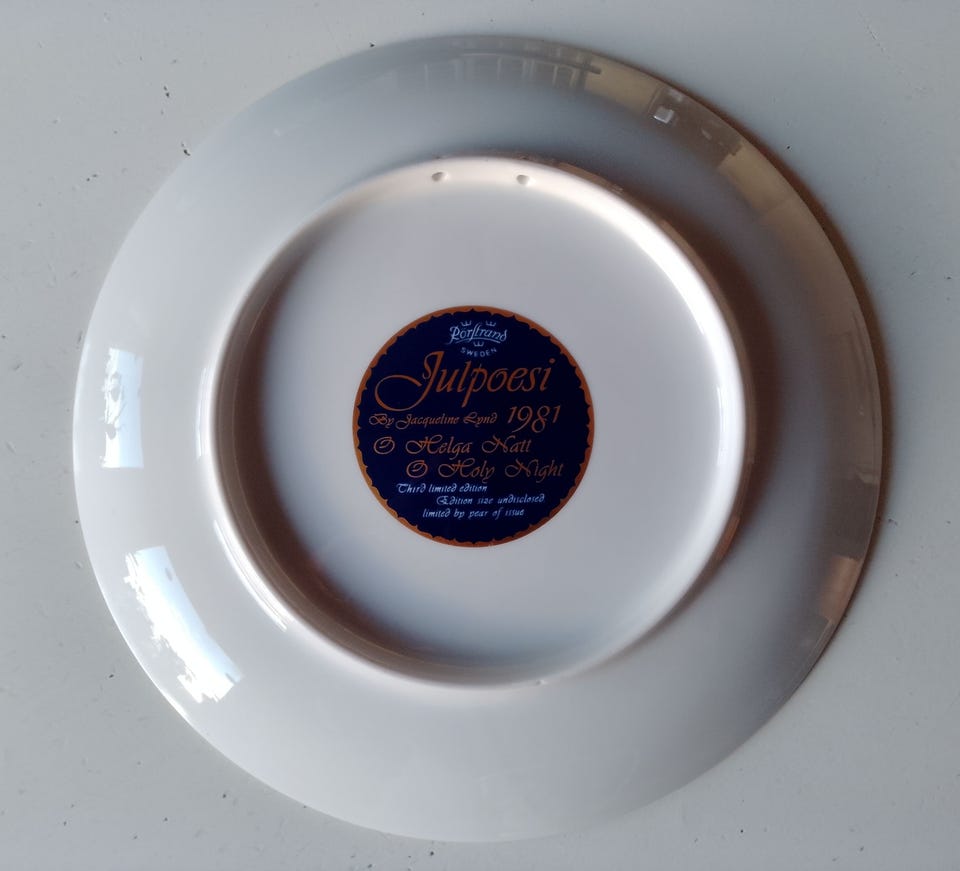 Rörstrand
SWEDEN
Julpoesi
By Jacqueline Lynd 1981
O Helga Natt
O Holy Night
Third limited edition
Edition size undisclosed
limited by year of issue